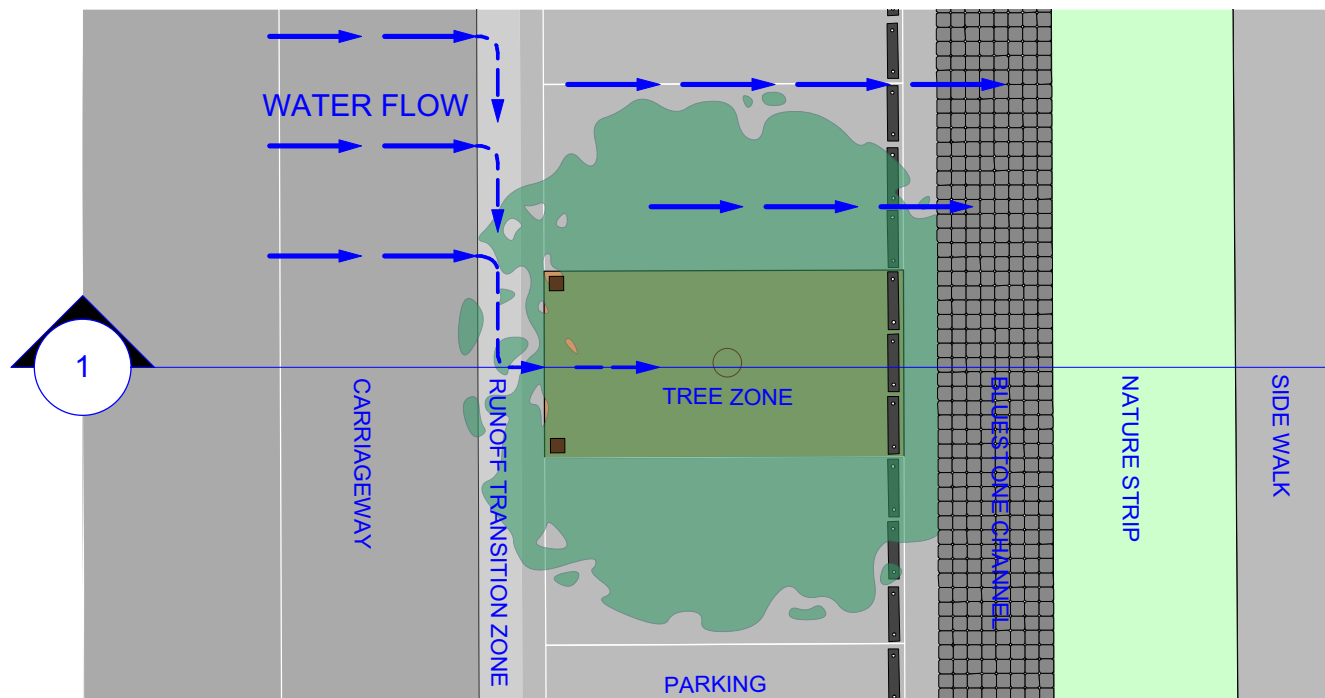 WATER FLOW
1
CARRIAGEWAY
RUNOFF TRANSITION ZONE
TREE ZONE
BLUESTONE CHANNEL
NATURE STRIP
SIDE WALK
PARKING